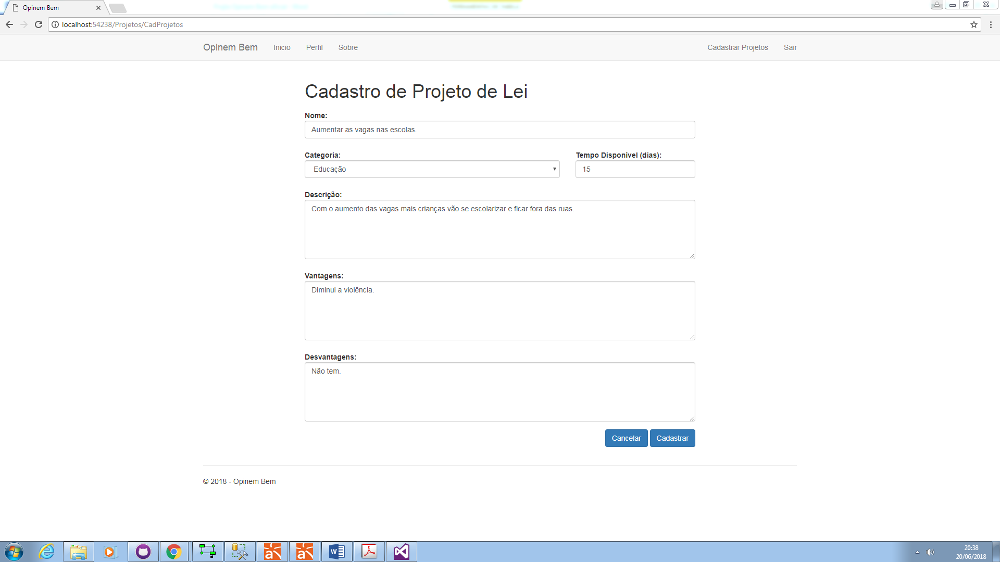 Opinem Bem
localhost:54238/Projetos/CadProjetos
Opinem Bem Inicio Perfil Sobre Cadastrar Projetos Sair
Cadastro de Projeto de Lei
Nome:
Aumentar as vagas nas escolas.
Categoria: Tempo Disponível (dias):
Educação 15
Descrição:
Com o aumento das vagas mais crianças vão se escolarizar e ficar fora das ruas.
Vantagens:
Diminui a violência.
Desvantagens:
Não tem.
Cancelar Cadastrar
© 2018 - Opinem Bem
20:38
20/06/2018